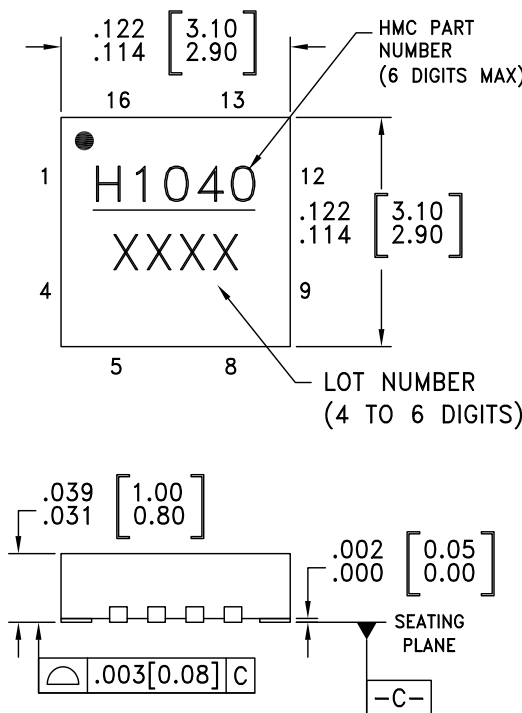 .122 [3.10]
.114 [2.90]
HMC PART
NUMBER
(6 DIGITS MAX)
16 13
1 H1040 12
XXXX
.122 [3.10]
.114 [2.90]
4 9
5 8
LOT NUMBER
(4 TO 6 DIGITS)
.039 [1.00]
.031 [0.80]
.002 [0.05]
.000 [0.00]
SEATING
PLANE
.003[0.08] C
-C-